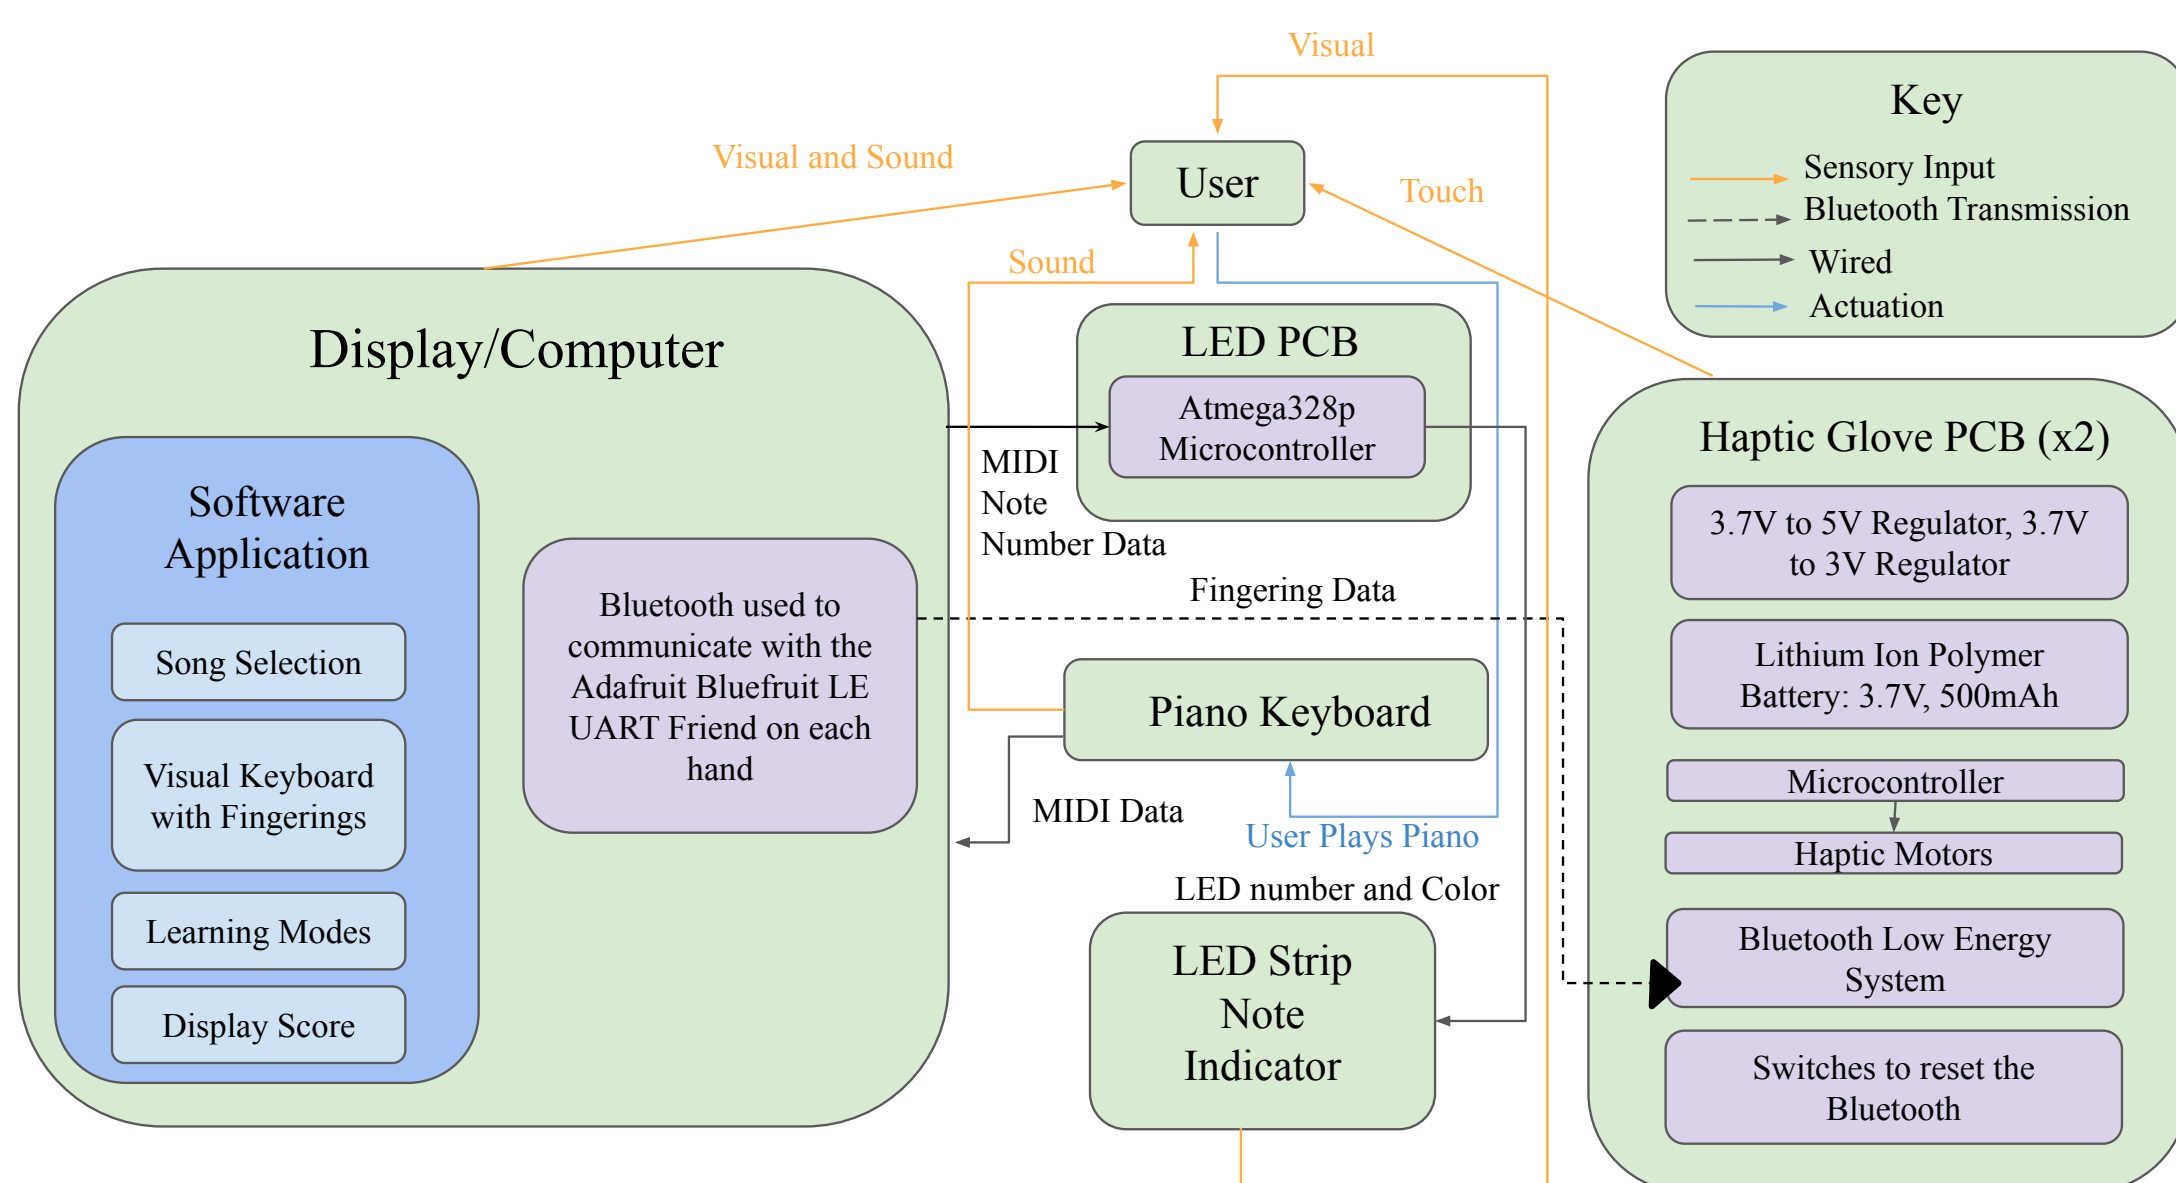 Visual
Key
Sensory Input
Bluetooth Transmission
Wired
Actuation
Visual and Sound
User
Touch
Sound
Display/Computer
Software
Application
Song Selection
Visual Keyboard
with Fingerings
Learning Modes
Display Score
Bluetooth used to
communicate with the
Adafruit Bluefruit LE
UART Friend on each
hand
LED PCB
Atmega328p
Microcontroller
MIDI
Note
Number Data
Fingering Data
Piano Keyboard
MIDI Data
User Plays Piano
LED number and Color
LED Strip
Note
Indicator
Haptic Glove PCB (x2)
3.7V to 5V Regulator, 3.7V
to 3V Regulator
Lithium Ion Polymer
Battery: 3.7V, 500mAh
Microcontroller
Haptic Motors
Bluetooth Low Energy
System
Switches to reset the
Bluetooth